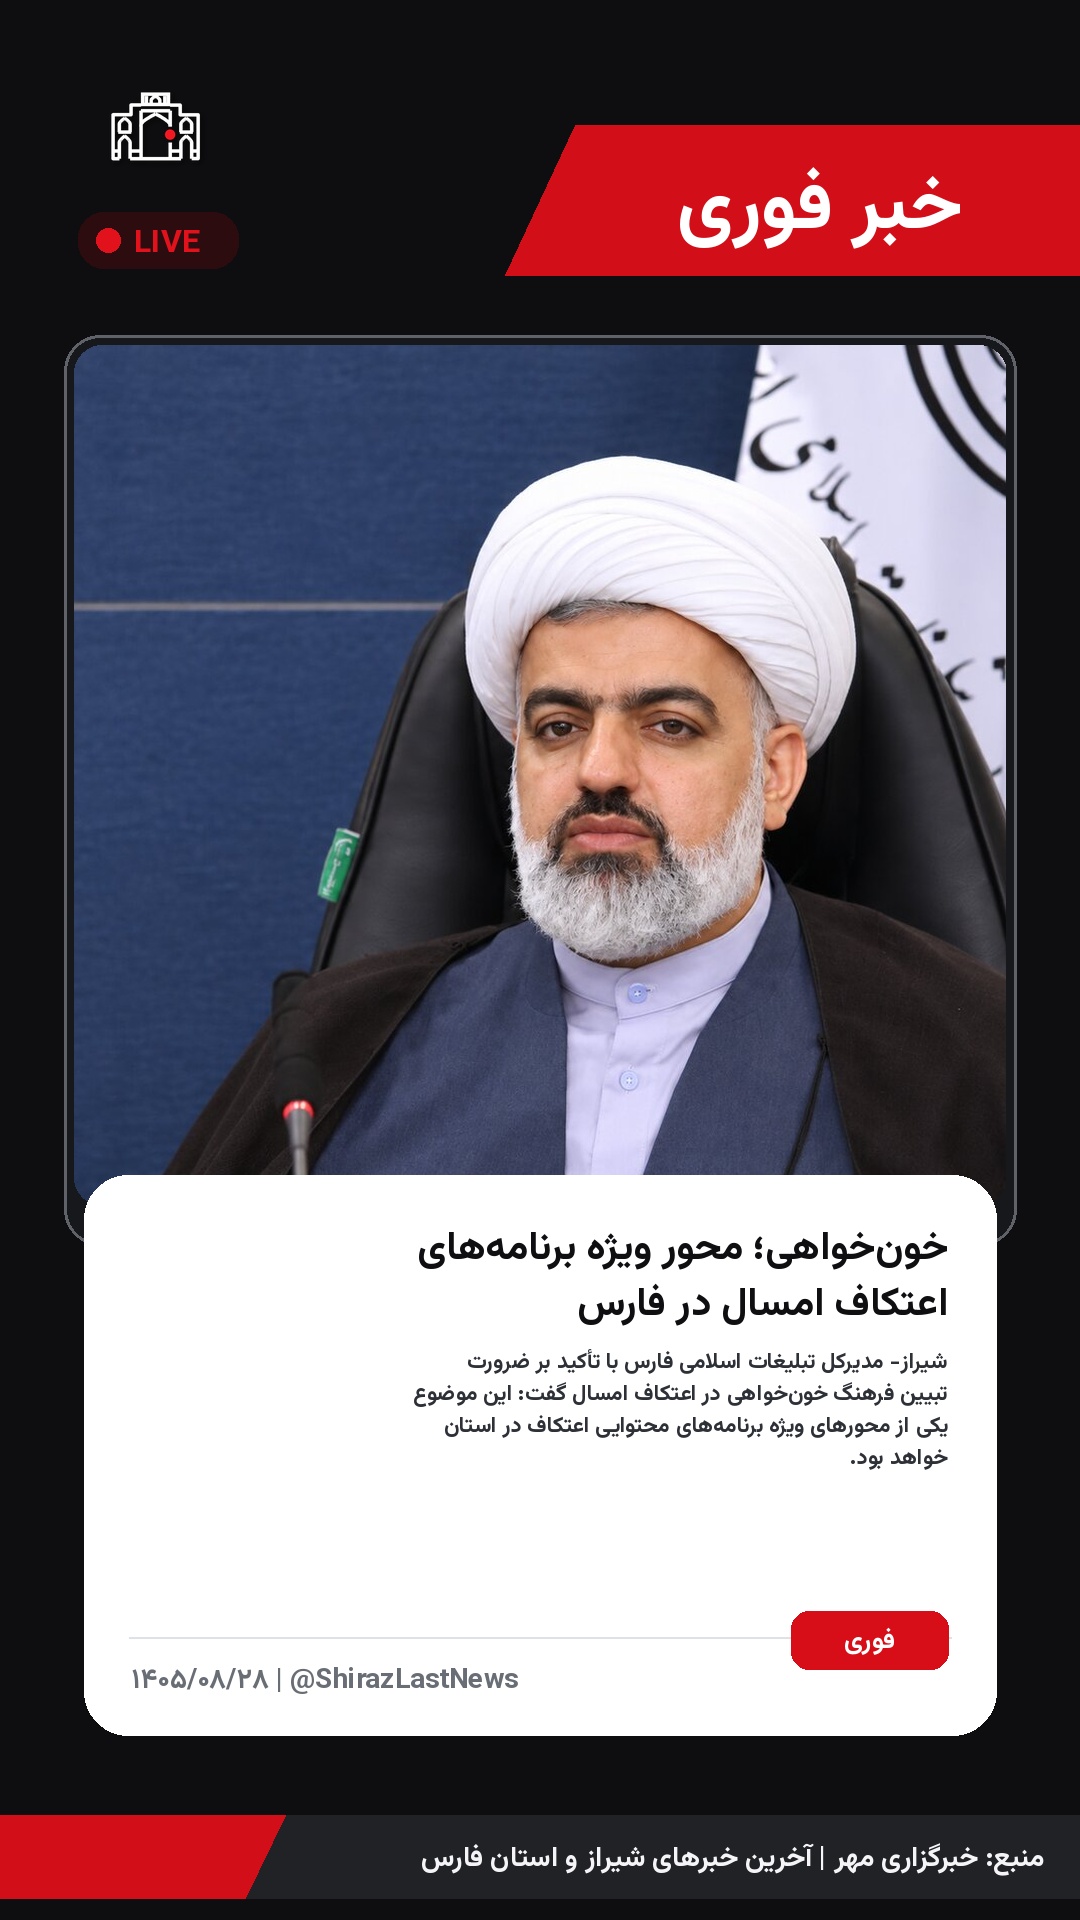 خبر فوری
LIVE
اسلامی
خون‌خواهی؛ محور ویژه برنامه‌های
اعتکاف امسال در فارس
شیراز- مدیرکل تبلیغات اسلامی فارس با تأکید بر ضرورت
تبیین فرهنگ خون‌خواهی در اعتکاف امسال گفت: این موضوع
یکی از محورهای ویژه برنامه‌های محتوایی اعتکاف در استان
خواهد بود.
فوری
۱۴۰۵/۰۸/۲۸ | @ShirazLastNews
منبع: خبرگزاری مهر | آخرین خبرهای شیراز و استان فارس